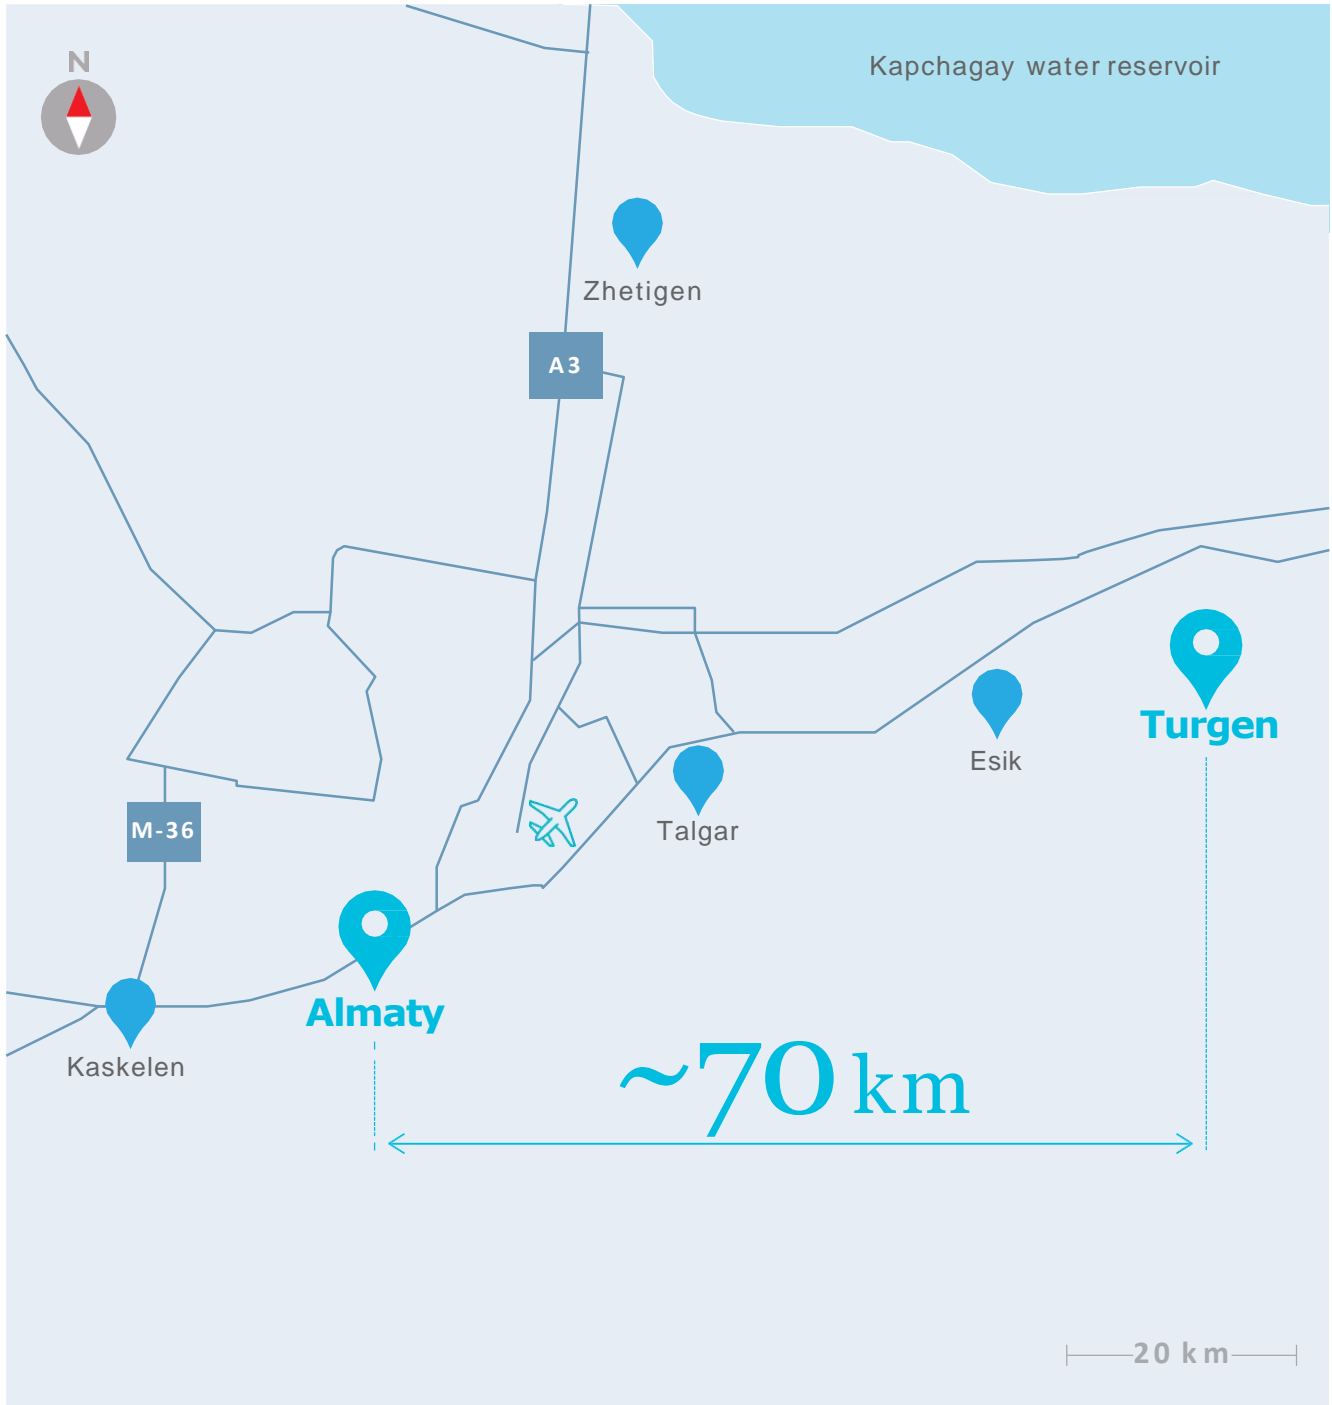 N
Kapchagay water reservoir
Zhetigen
A3
Turgen
Esik
M-36
Talgar
Almaty
Kaskelen
~70 km
20 km